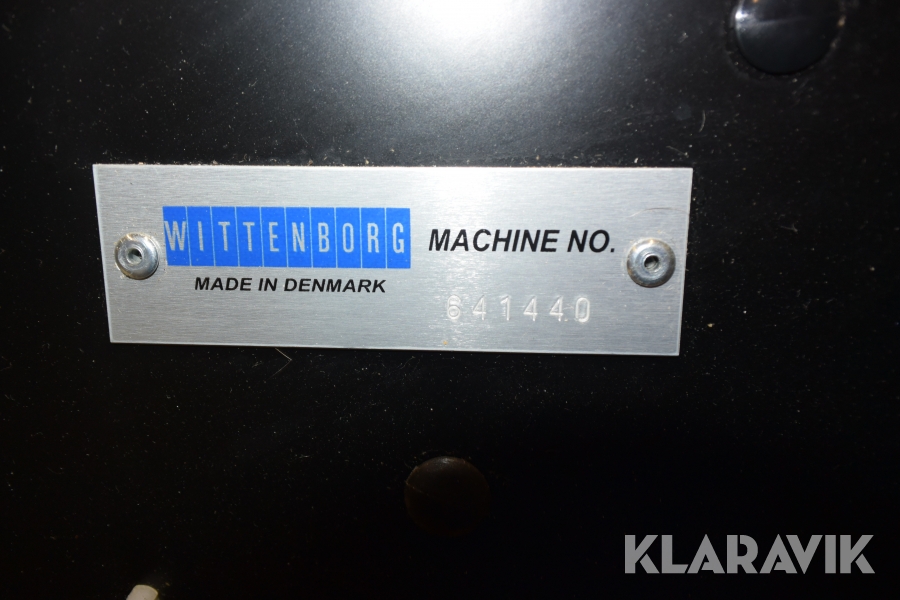 WITTENBORG MACHINE NO.
MADE IN DENMARK
641440
KLARAVIK